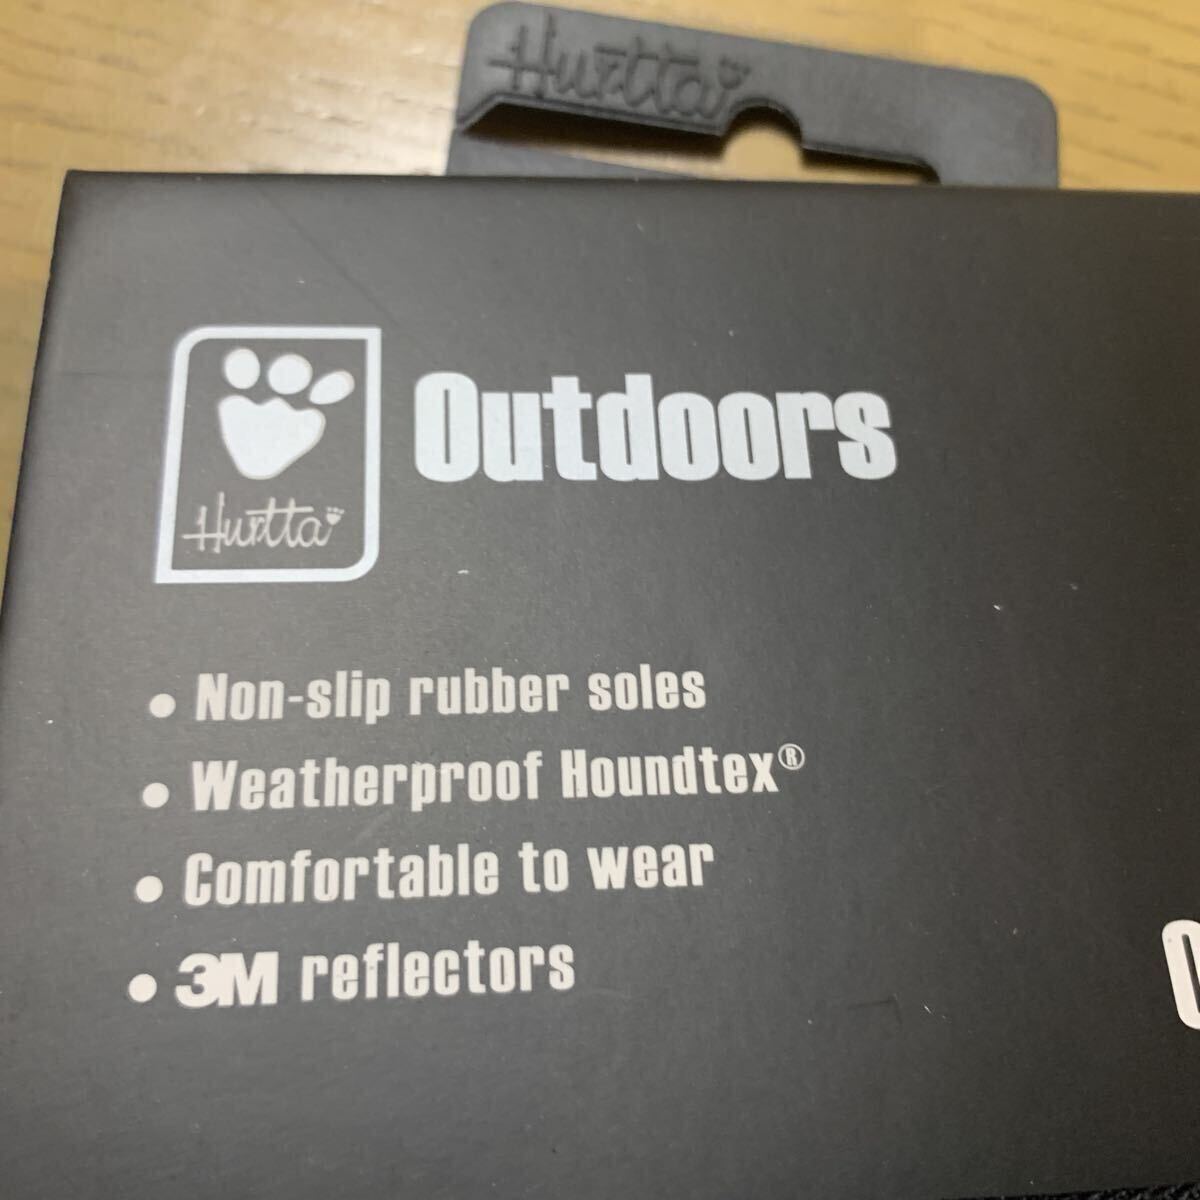 Hurtta
Outdoors
Hurtta
• Non-slip rubber soles
• Weatherproof Houndtex®
• Comfortable to wear
• 3M reflectors